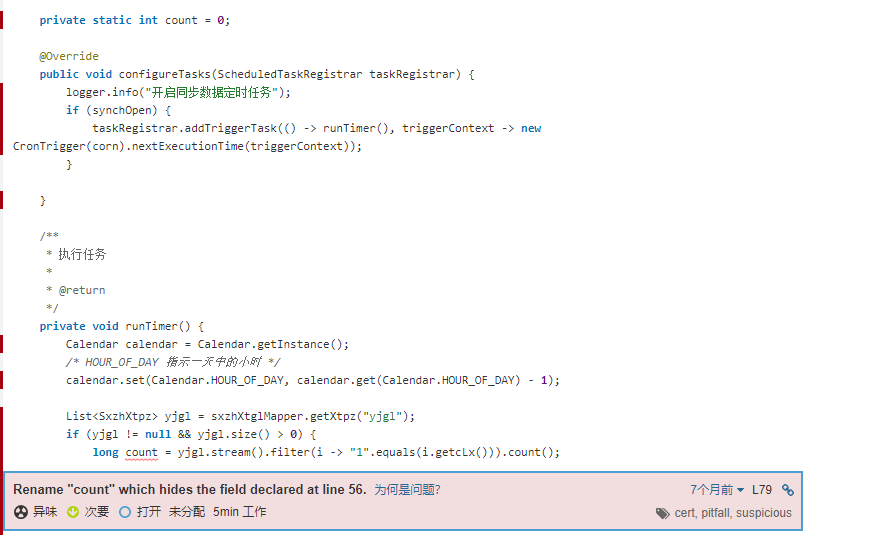 private static int count = 0;
@Override
public void configureTasks(ScheduledTaskRegistrar taskRegistrar) {
logger.info("开启同步数据定时任务");
if (synchOpen) {
taskRegistrar.addTriggerTask(() -> runTimer(), triggerContext -> new
CronTrigger(corn).nextExecutionTime(triggerContext));
}
}
/**
* 执行任务
*
* @return
*/
private void runTimer() {
Calendar calendar = Calendar.getInstance();
/* HOUR_OF_DAY 指示一天中的小时 */
calendar.set(Calendar.HOUR_OF_DAY, calendar.get(Calendar.HOUR_OF_DAY) - 1);
List<SxzhXtpz> yjgl = sxzhXtglMapper.getXtpz("yjgl");
if (yjgl != null && yjgl.size() > 0) {
long count = yjgl.stream().filter(i -> "1".equals(i.getcLx())).count();
Rename "count" which hides the field declared at line 56. 为何是问题? 7个月前 L79
异味 次要 打开 未分配 5min 工作 cert, pitfall, suspicious